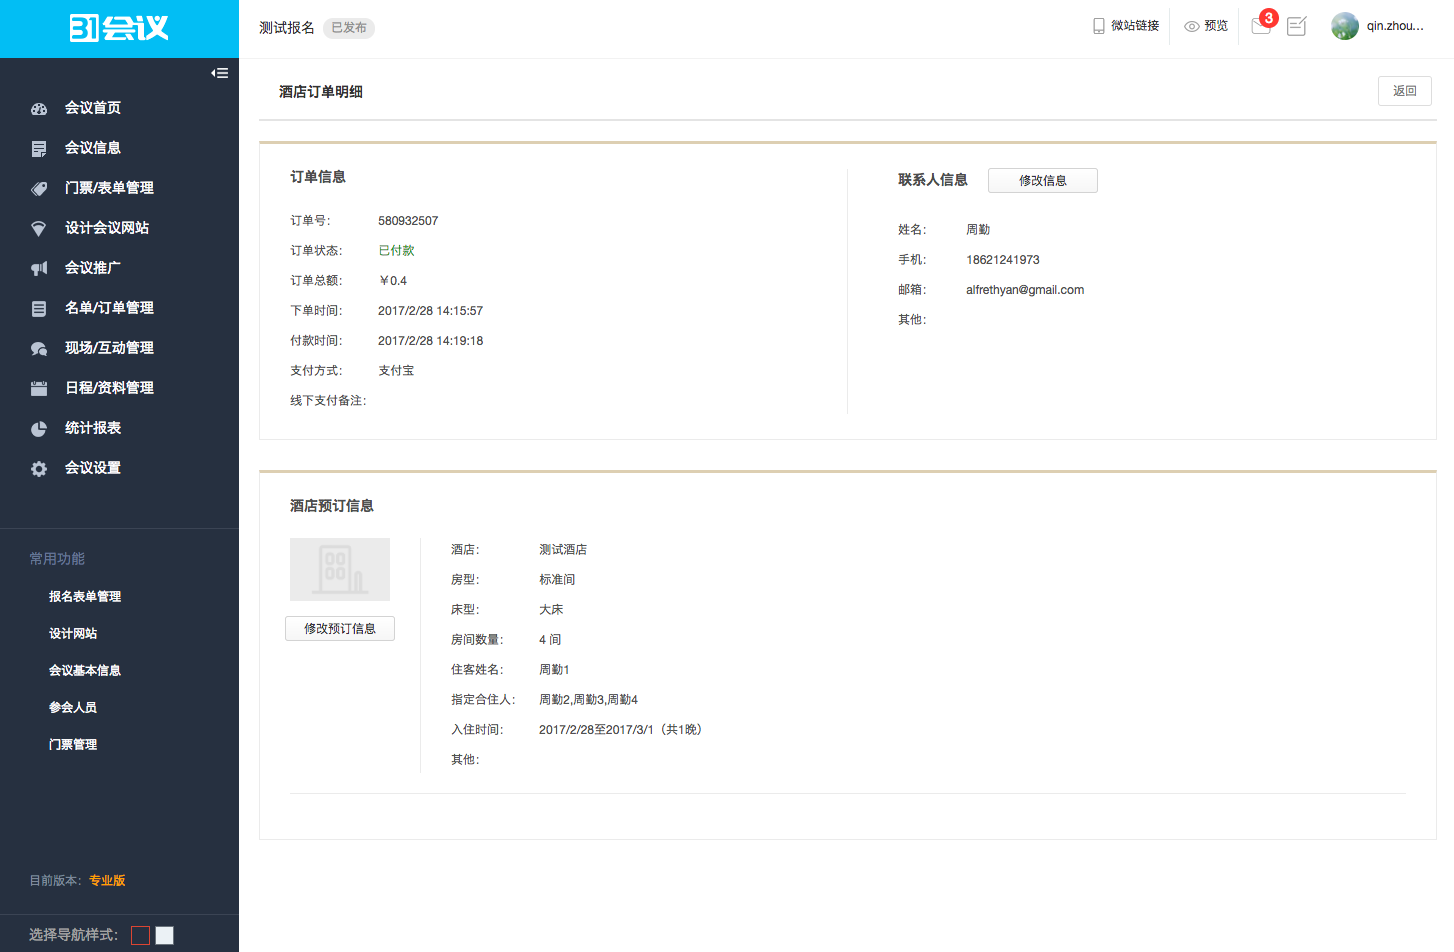 31会议
测试报名 已发布
微站链接 预览 3 qin.zhou...
会议首页
会议信息
门票/表单管理
设计会议网站
会议推广
名单/订单管理
现场/互动管理
日程/资料管理
统计报表
会议设置
常用功能
报名表单管理
设计网站
会议基本信息
参会人员
门票管理
目前版本: 专业版
选择导航样式:
酒店订单明细 返回
订单信息
订单号: 580932507
订单状态: 已付款
订单总额: ￥0.4
下单时间: 2017/2/28 14:15:57
付款时间: 2017/2/28 14:19:18
支付方式: 支付宝
线下支付备注:
联系人信息 修改信息
姓名: 周勤
手机: 18621241973
邮箱: alfrethyan@gmail.com
其他:
酒店预订信息
修改预订信息
酒店: 测试酒店
房型: 标准间
床型: 大床
房间数量: 4 间
住客姓名: 周勤1
指定合住人: 周勤2,周勤3,周勤4
入住时间: 2017/2/28至2017/3/1（共1晚）
其他: